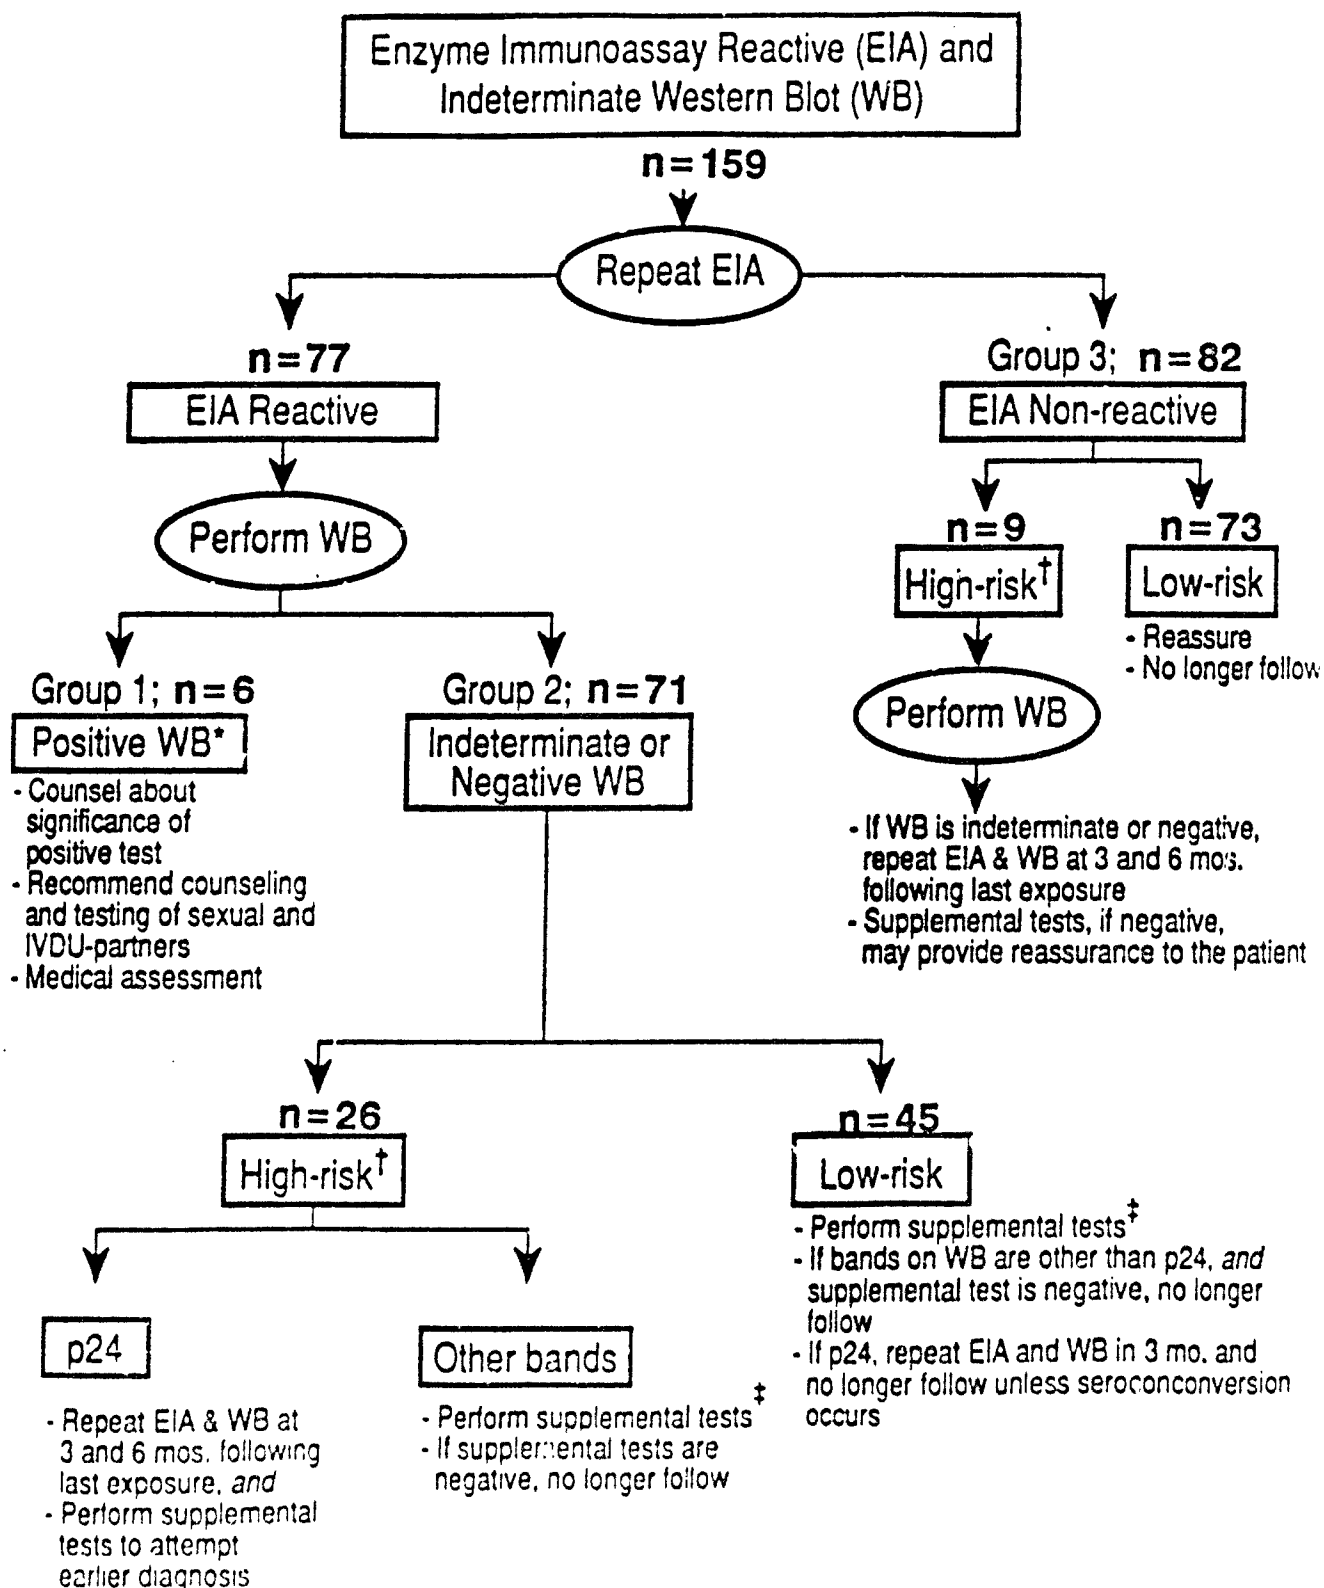 Enzyme Immunoassay Reactive (EIA) and
Indeterminate Western Blot (WB)
n=159
Repeat EIA
n=77
EIA Reactive
Perform WB
Group 1; n=6
Positive WB*
- Counsel about
significance of
positive test
- Recommend counseling
and testing of sexual and
IVDU-partners
- Medical assessment
Group 2; n=71
Indeterminate or
Negative WB
Group 3; n=82
EIA Non-reactive
n=9
High-risk†
Perform WB
- If WB is indeterminate or negative,
repeat EIA & WB at 3 and 6 mos.
following last exposure
- Supplemental tests, if negative,
may provide reassurance to the patient
n=73
Low-risk
- Reassure
- No longer follow
n=26
High-risk†
p24
- Repeat EIA & WB at
3 and 6 mos. following
last exposure, and
- Perform supplemental
tests to attempt
earlier diagnosis
Other bands
- Perform supplemental tests‡
- If supplemental tests are
negative, no longer follow
n=45
Low-risk
- Perform supplemental tests‡
- If bands on WB are other than p24, and
supplemental test is negative, no longer
follow
- If p24, repeat EIA and WB in 3 mo. and
no longer follow unless seroconconversion
occurs